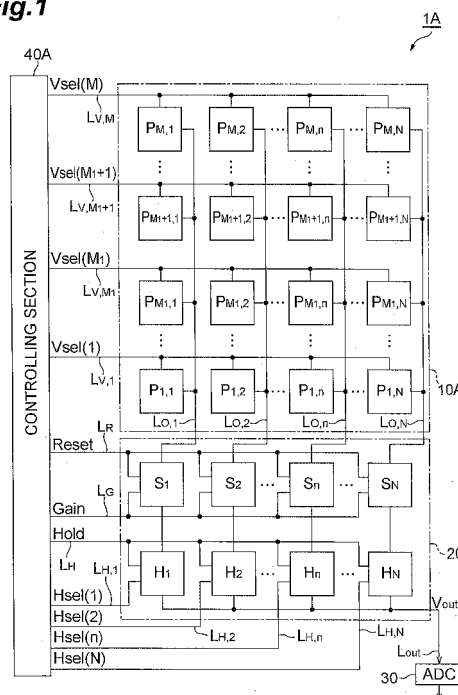 Fig.1
1A
40A
CONTROLLING SECTION
Vsel(M)
LV,M
PM,1 PM,2 ··· PM,n ··· PM,N
Vsel(M1+1)
LV,M1+1
PM1+1,1 PM1+1,2 ··· PM1+1,n ··· PM1+1,N
Vsel(M1)
LV,M1
PM1,1 PM1,2 ··· PM1,n ··· PM1,N
Vsel(1)
LV,1
P1,1 P1,2 ··· P1,n ··· P1,N
10A
LO,1 LO,2 LO,n LO,N
LR
Reset
S1 S2 ··· Sn ··· SN
LG
Gain
Hold
LH
20
LH,1
H1 H2 ··· Hn ··· HN
Hsel(1)
Vout
Hsel(2)
LH,2 LH,n LH,N
Hsel(n)
Lout
Hsel(N)
30
ADC